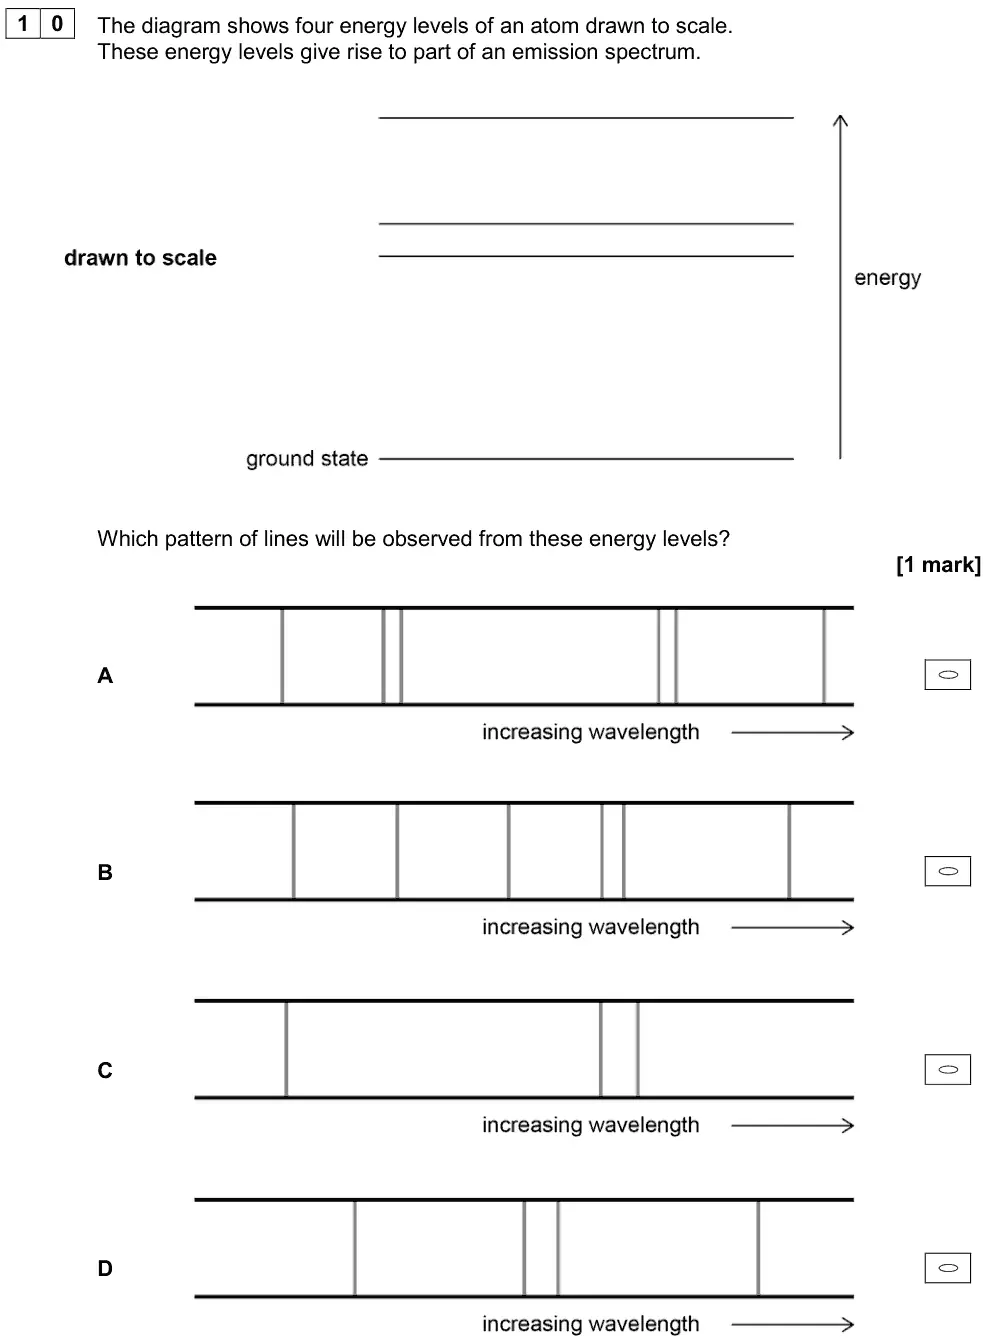 1 0 The diagram shows four energy levels of an atom drawn to scale.
These energy levels give rise to part of an emission spectrum.
drawn to scale
energy
ground state
Which pattern of lines will be observed from these energy levels?
[1 mark]
A
increasing wavelength
B
increasing wavelength
C
increasing wavelength
D
increasing wavelength